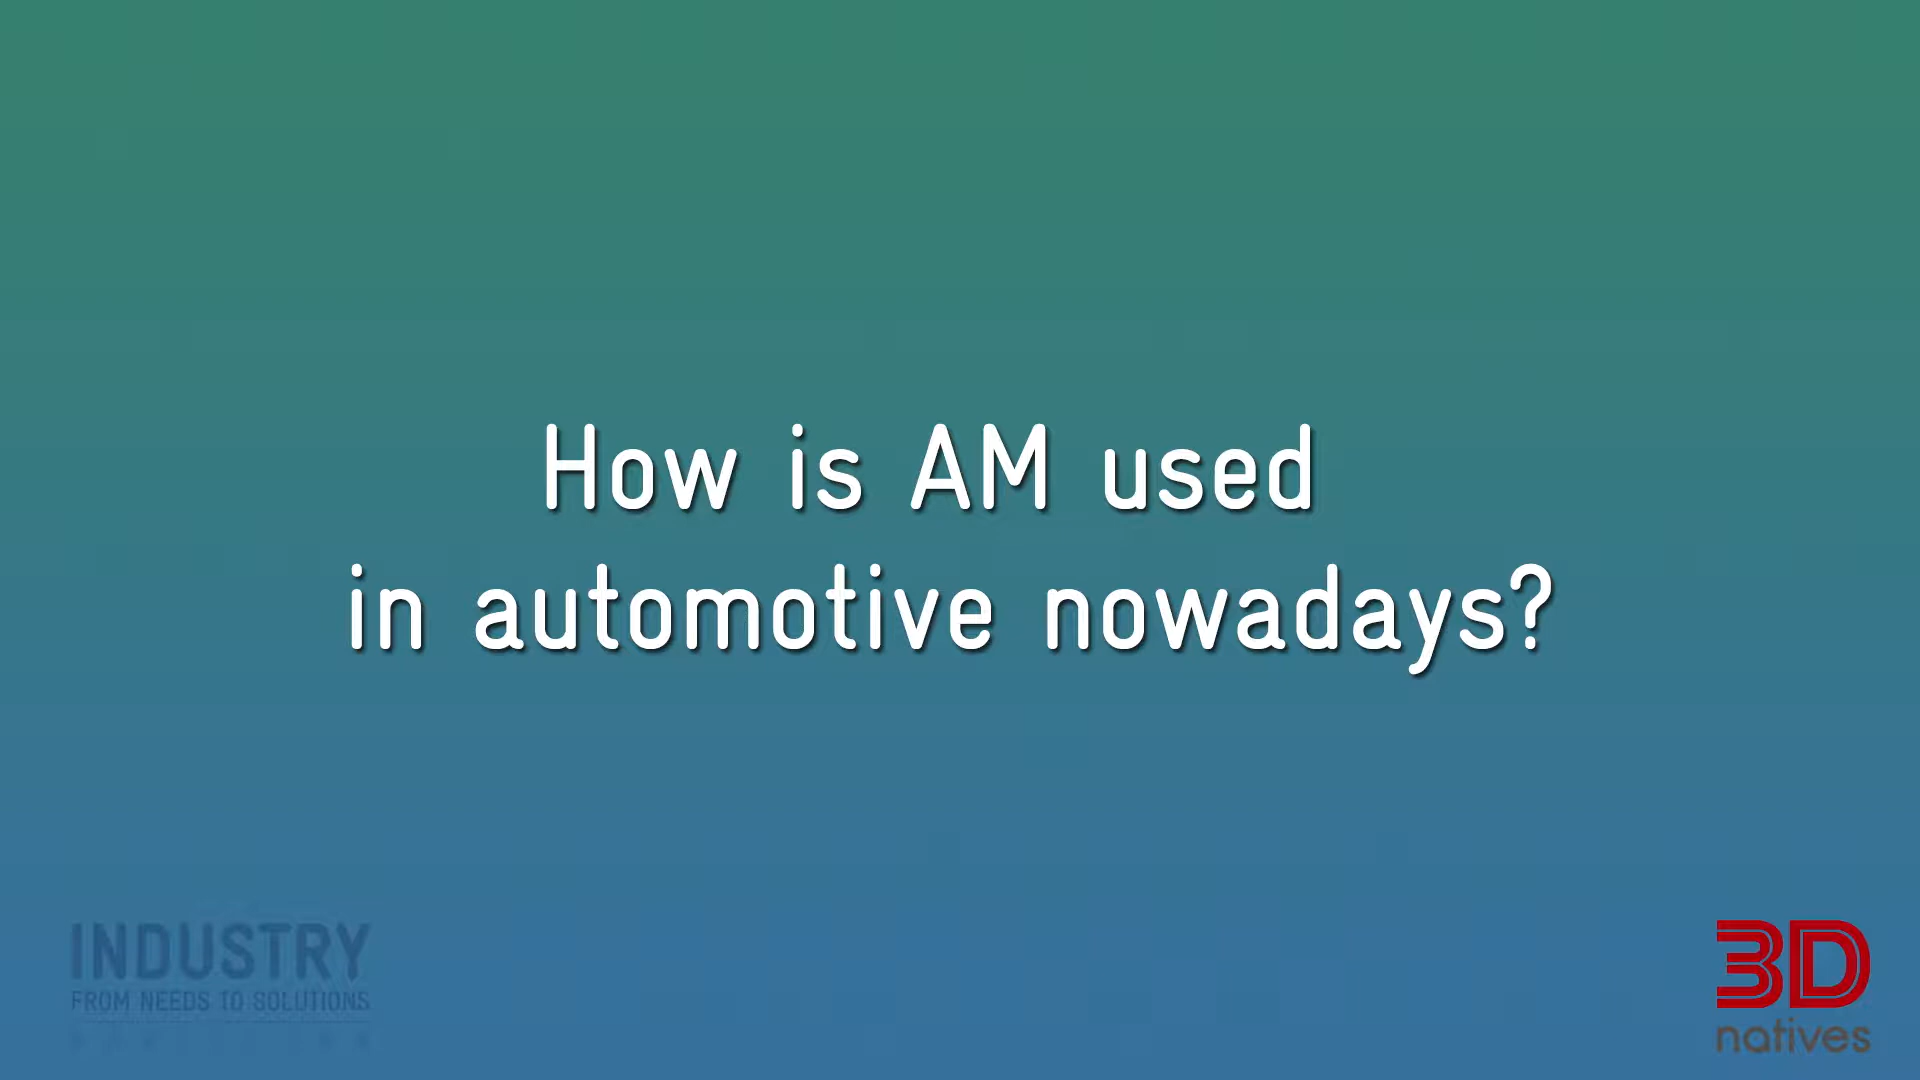 How is AM used
in automotive nowadays?
INDUSTRY
FROM NEEDS TO SOLUTIONS
3D
natives